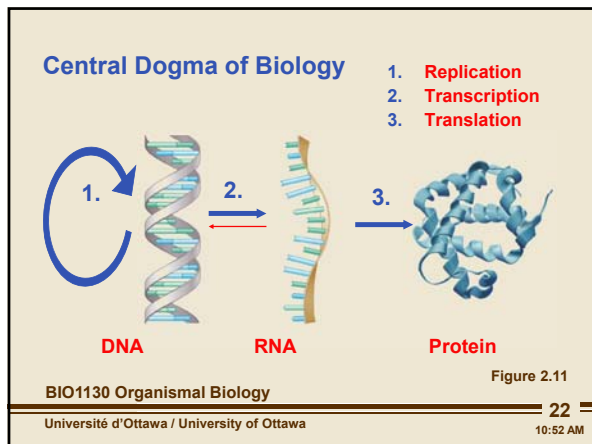 Central Dogma of Biology
1. Replication
2. Transcription
3. Translation
1.
2.
3.
DNA
RNA
Protein
Figure 2.11
BIO1130 Organismal Biology
22
Université d'Ottawa / University of Ottawa
10:52 AM